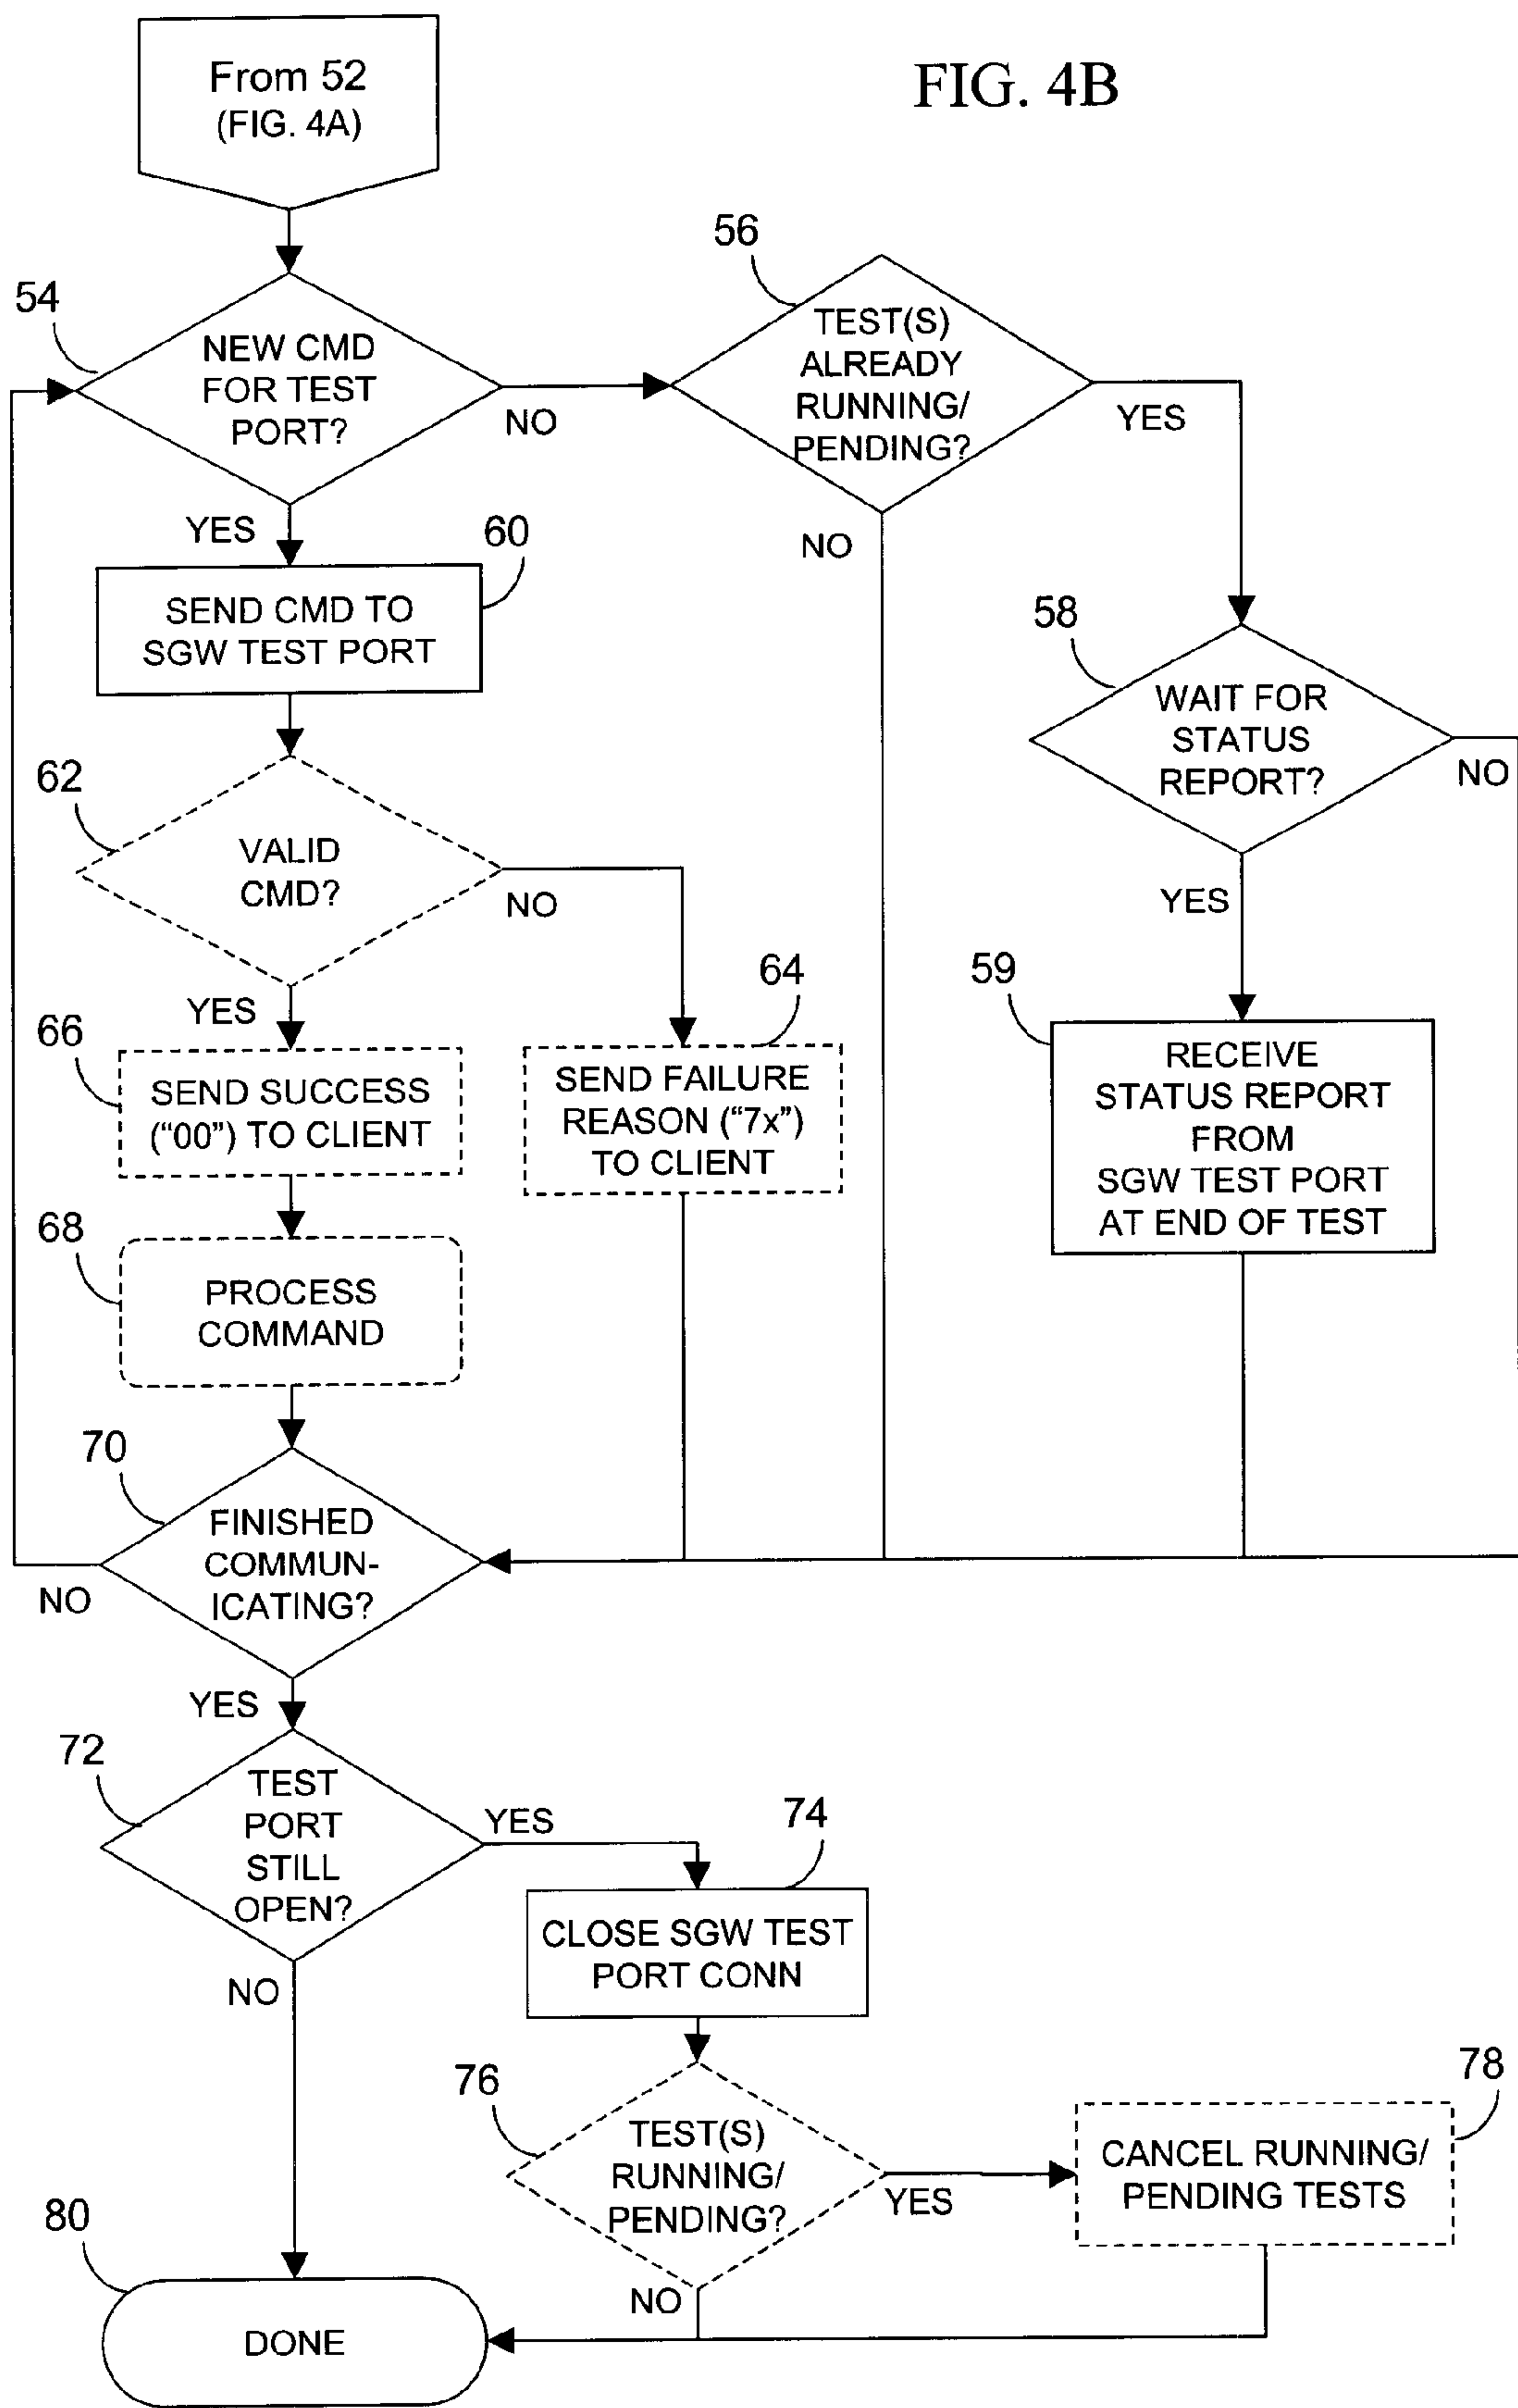 FIG. 4B
From 52
(FIG. 4A)
54
NEW CMD
FOR TEST
PORT?
NO
YES
56
TEST(S)
ALREADY
RUNNING/
PENDING?
YES
NO
60
SEND CMD TO
SGW TEST PORT
58
WAIT FOR
STATUS
REPORT?
NO
YES
62
VALID
CMD?
NO
YES
59
RECEIVE
STATUS REPORT
FROM
SGW TEST PORT
AT END OF TEST
64
SEND FAILURE
REASON (“7x”)
TO CLIENT
66
SEND SUCCESS
(“00”) TO CLIENT
68
PROCESS
COMMAND
70
FINISHED
COMMUN-
ICATING?
NO
YES
72
TEST
PORT
STILL
OPEN?
YES
NO
74
CLOSE SGW TEST
PORT CONN
76
TEST(S)
RUNNING/
PENDING?
YES
NO
78
CANCEL RUNNING/
PENDING TESTS
80
DONE